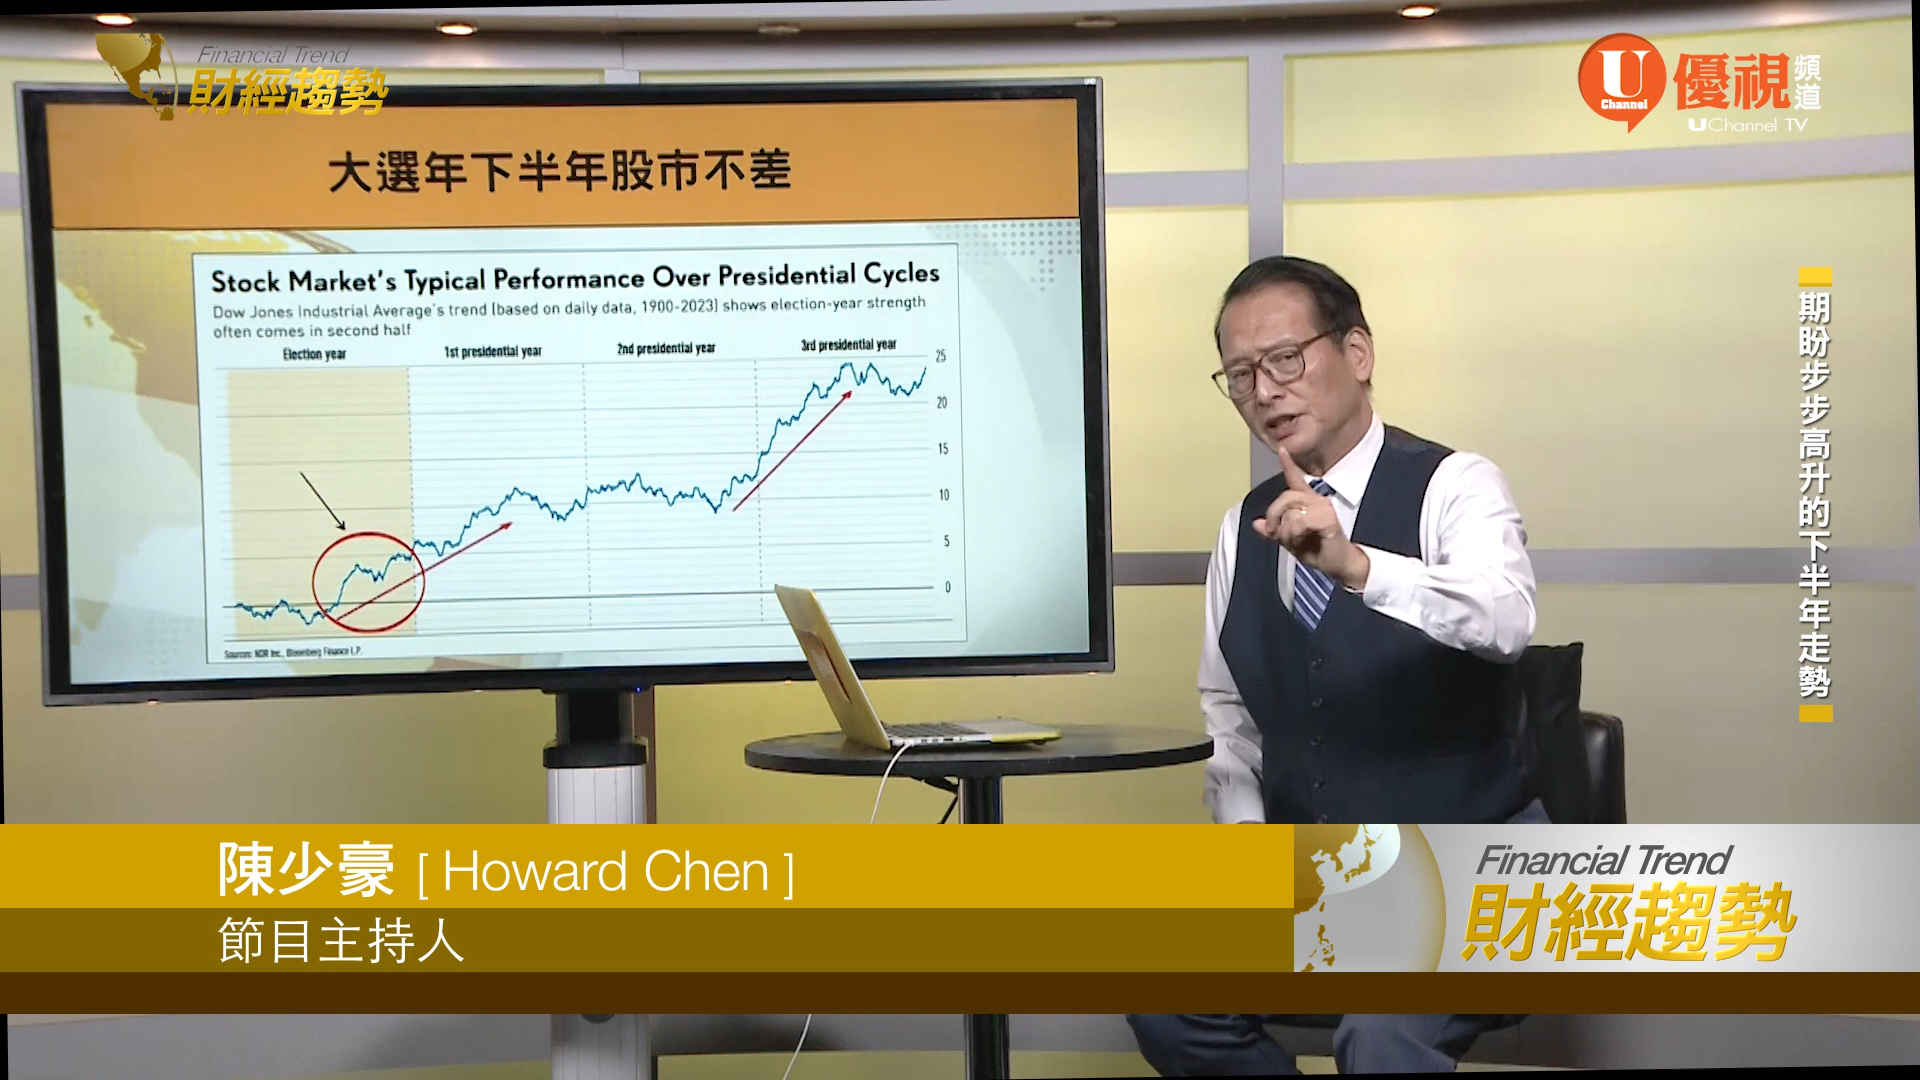 Financial Trend
財經趨勢
U
Channel
優視
頻道
UChannel TV
大選年下半年股市不差
Stock Market's Typical Performance Over Presidential Cycles
Dow Jones Industrial Average's trend (based on daily data, 1900-2023) shows election-year strength
often comes in second half
Election year
1st presidential year
2nd presidential year
3rd presidential year
25
20
15
10
5
0
Sources: NDR Inc., Bloomberg Finance L.P.
期盼步步高升的下半年走勢
陳少豪 [ Howard Chen ]
節目主持人
Financial Trend
財經趨勢